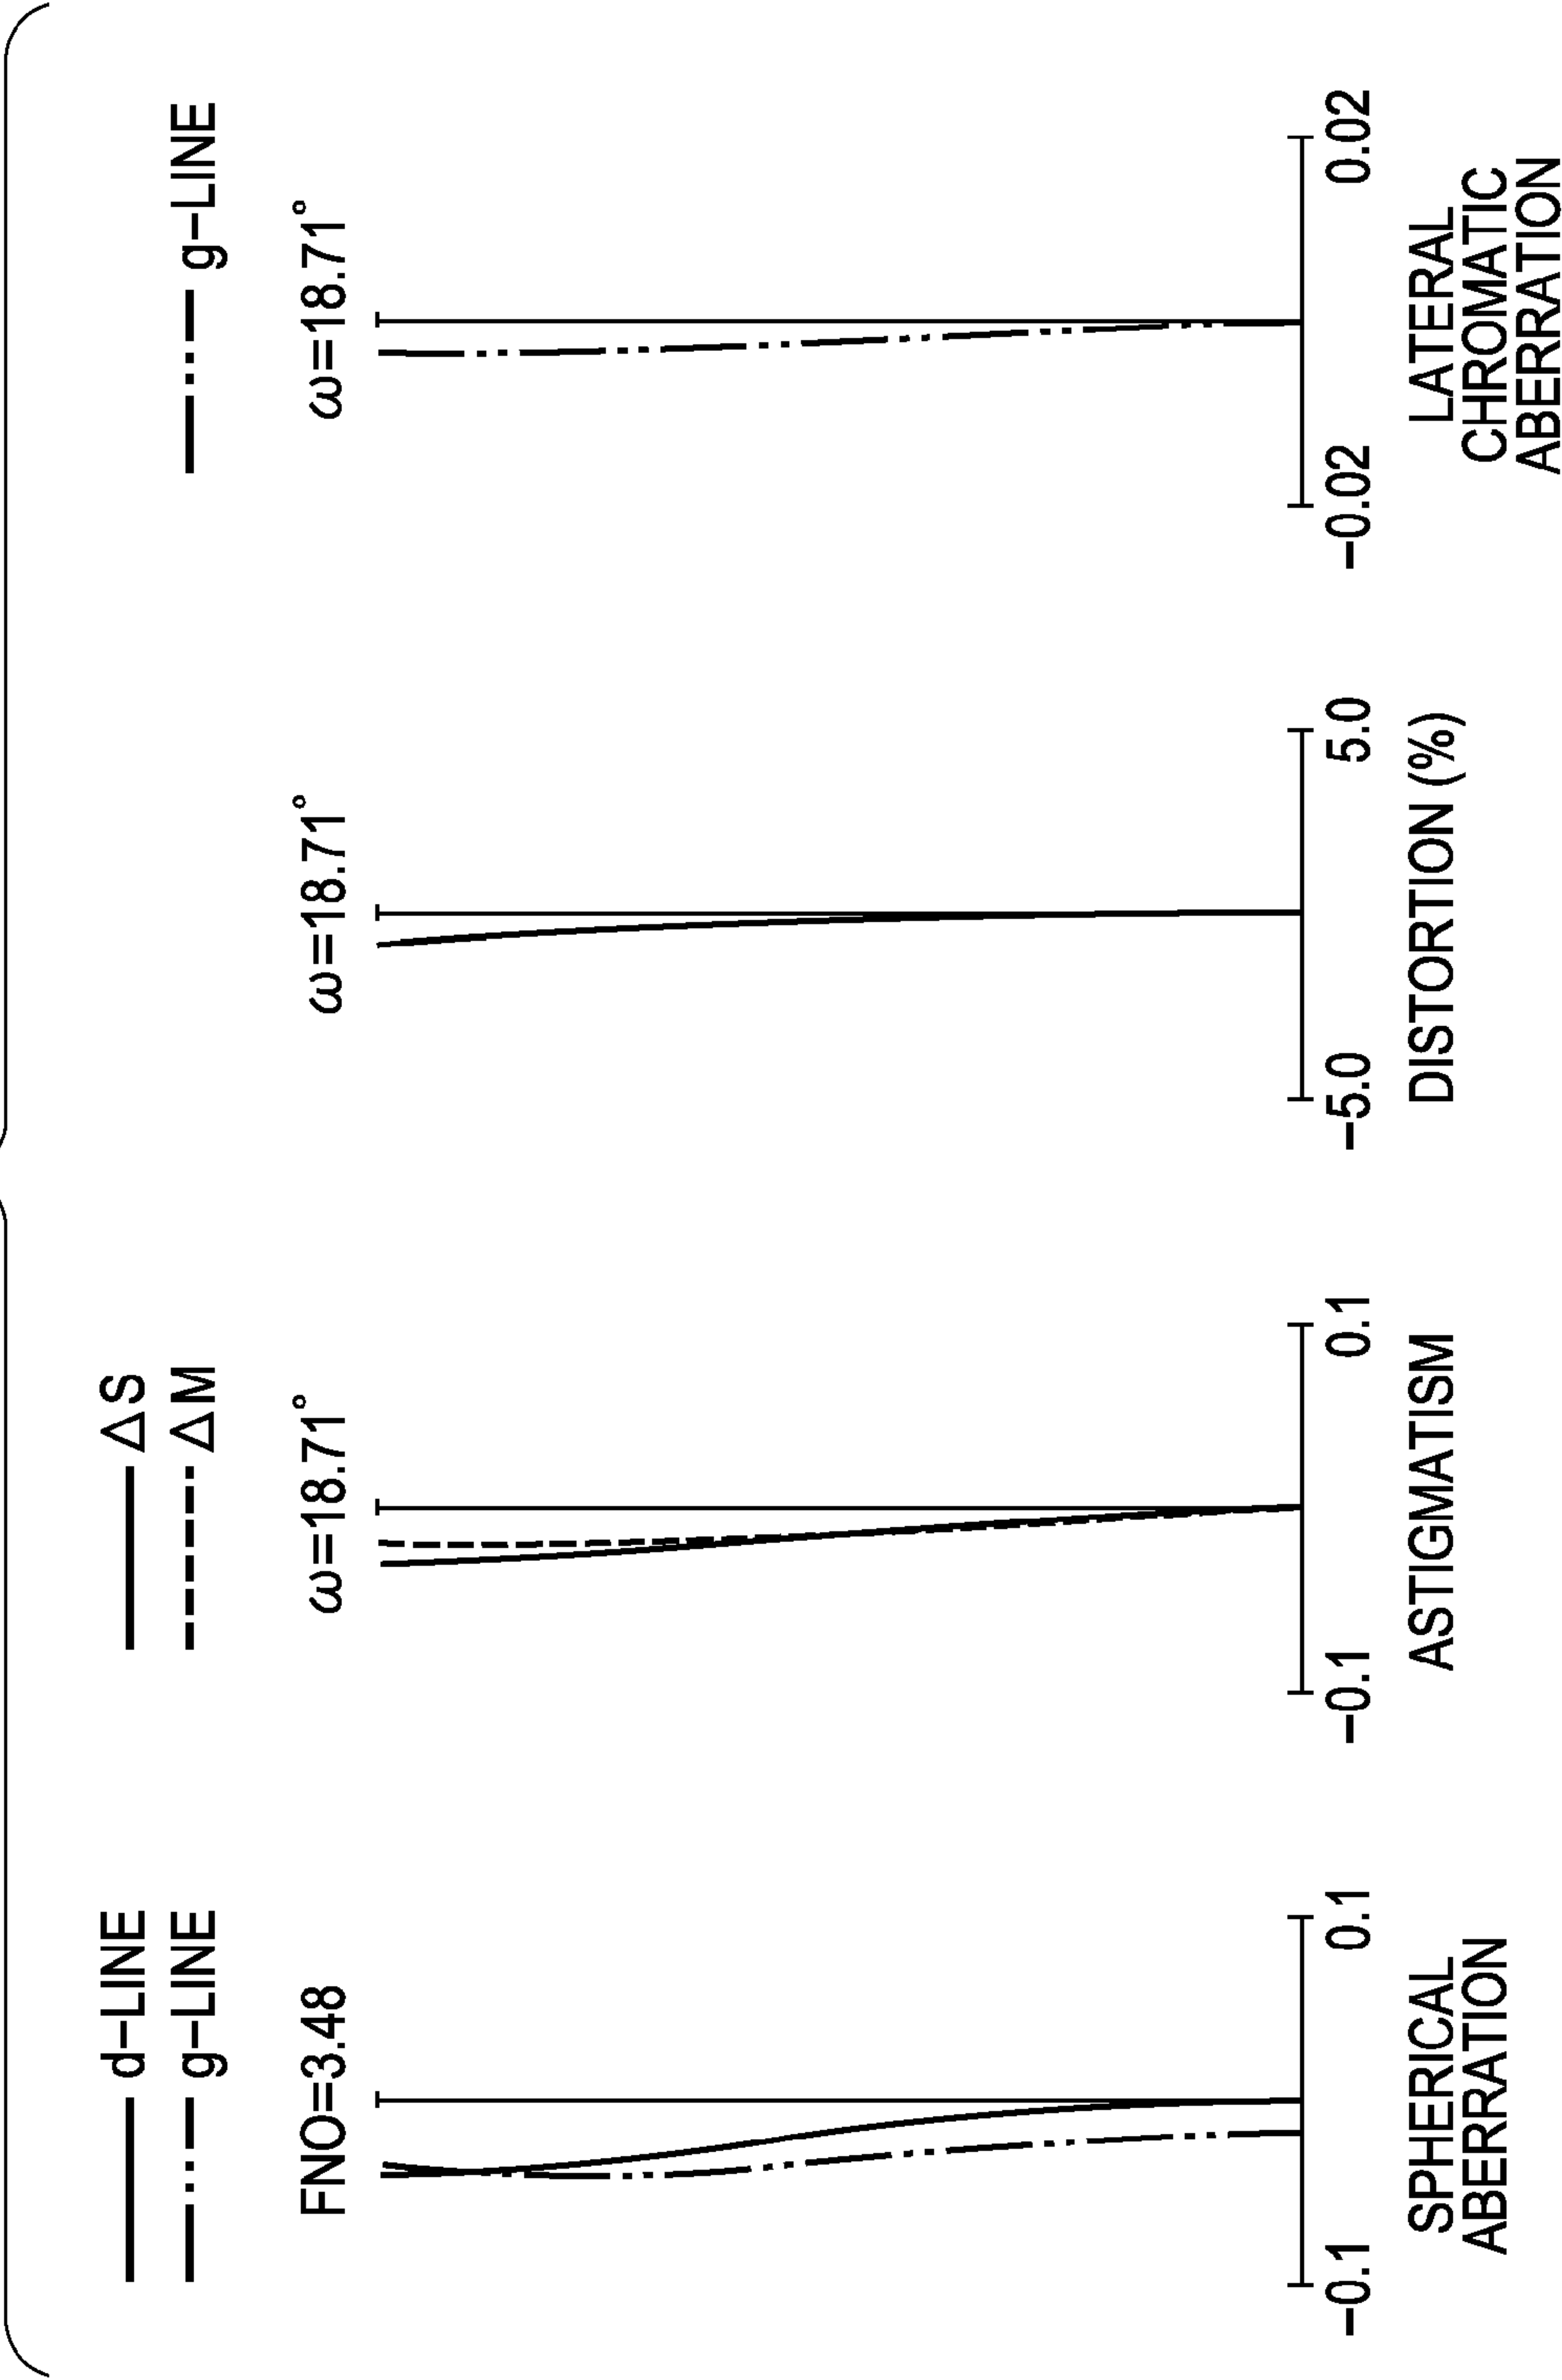 d-LINE
g-LINE
FNO=3.48
-0.1
0.1
SPHERICAL
ABERRATION
ΔS
ΔM
ω=18.71°
-0.1
0.1
ASTIGMATISM
ω=18.71°
-5.0
5.0
DISTORTION (%)
g-LINE
ω=18.71°
-0.02
0.02
LATERAL
CHROMATIC
ABERRATION